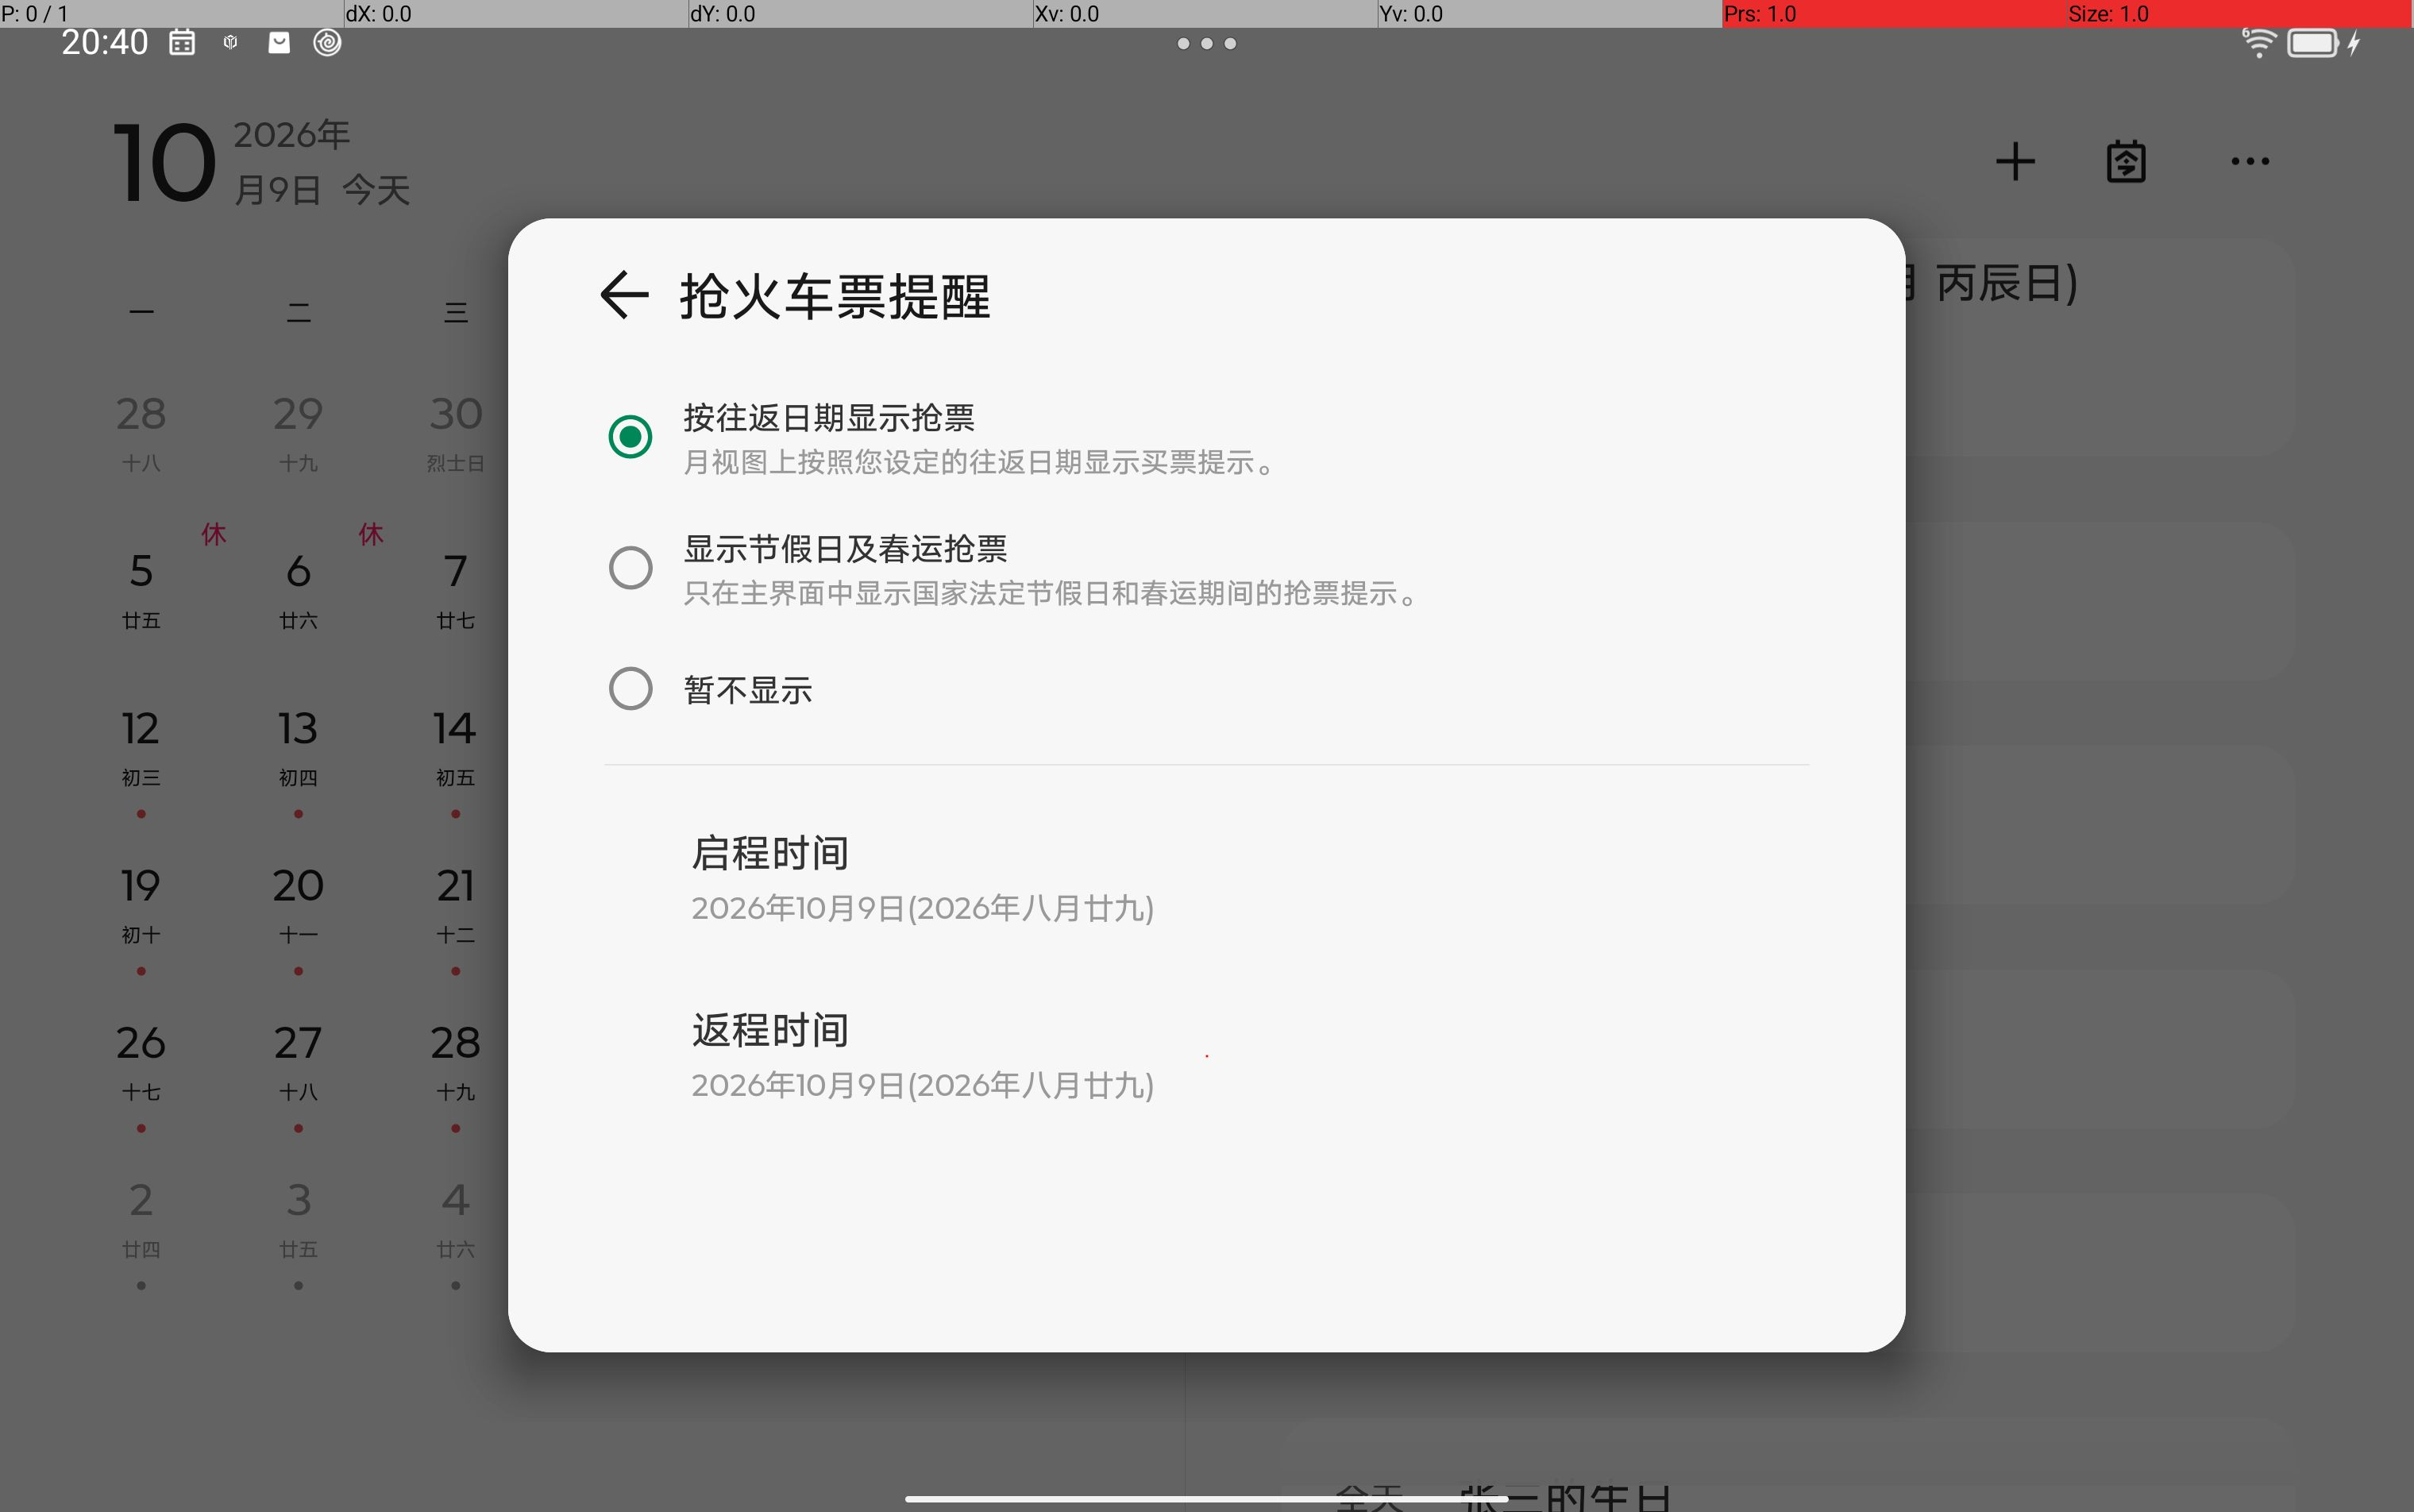 P: 0 / 1 dX: 0.0 dY: 0.0 Xv: 0.0 Yv: 0.0 Prs: 1.0 Size: 1.0
20:40
6
10 2026年
月9日 今天
丙辰日)
抢火车票提醒
一 二 三
按往返日期显示抢票
月视图上按照您设定的往返日期显示买票提示。
28 29 30
十八 十九 烈士日
休 休
显示节假日及春运抢票
只在主界面中显示国家法定节假日和春运期间的抢票提示。
5 6 7
廿五 廿六 廿七
暂不显示
12 13 14
初三 初四 初五
启程时间
2026年10月9日(2026年八月廿九)
19 20 21
初十 十一 十二
返程时间
2026年10月9日(2026年八月廿九)
26 27 28
十七 十八 十九
2 3 4
廿四 廿五 廿六
全天 张三的生日